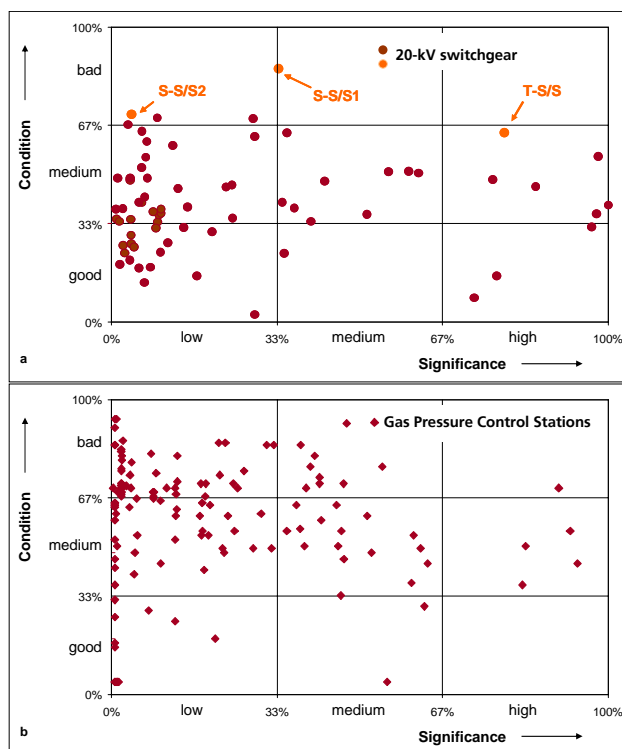 100%
bad
20-kV switchgear
S-S/S2
S-S/S1
T-S/S
67%
Condition
medium
33%
good
0%
0%
low
33%
medium
67%
high
100%
a
Significance
100%
Gas Pressure Control Stations
bad
67%
Condition
medium
33%
good
0%
0%
low
33%
medium
67%
high
100%
b
Significance